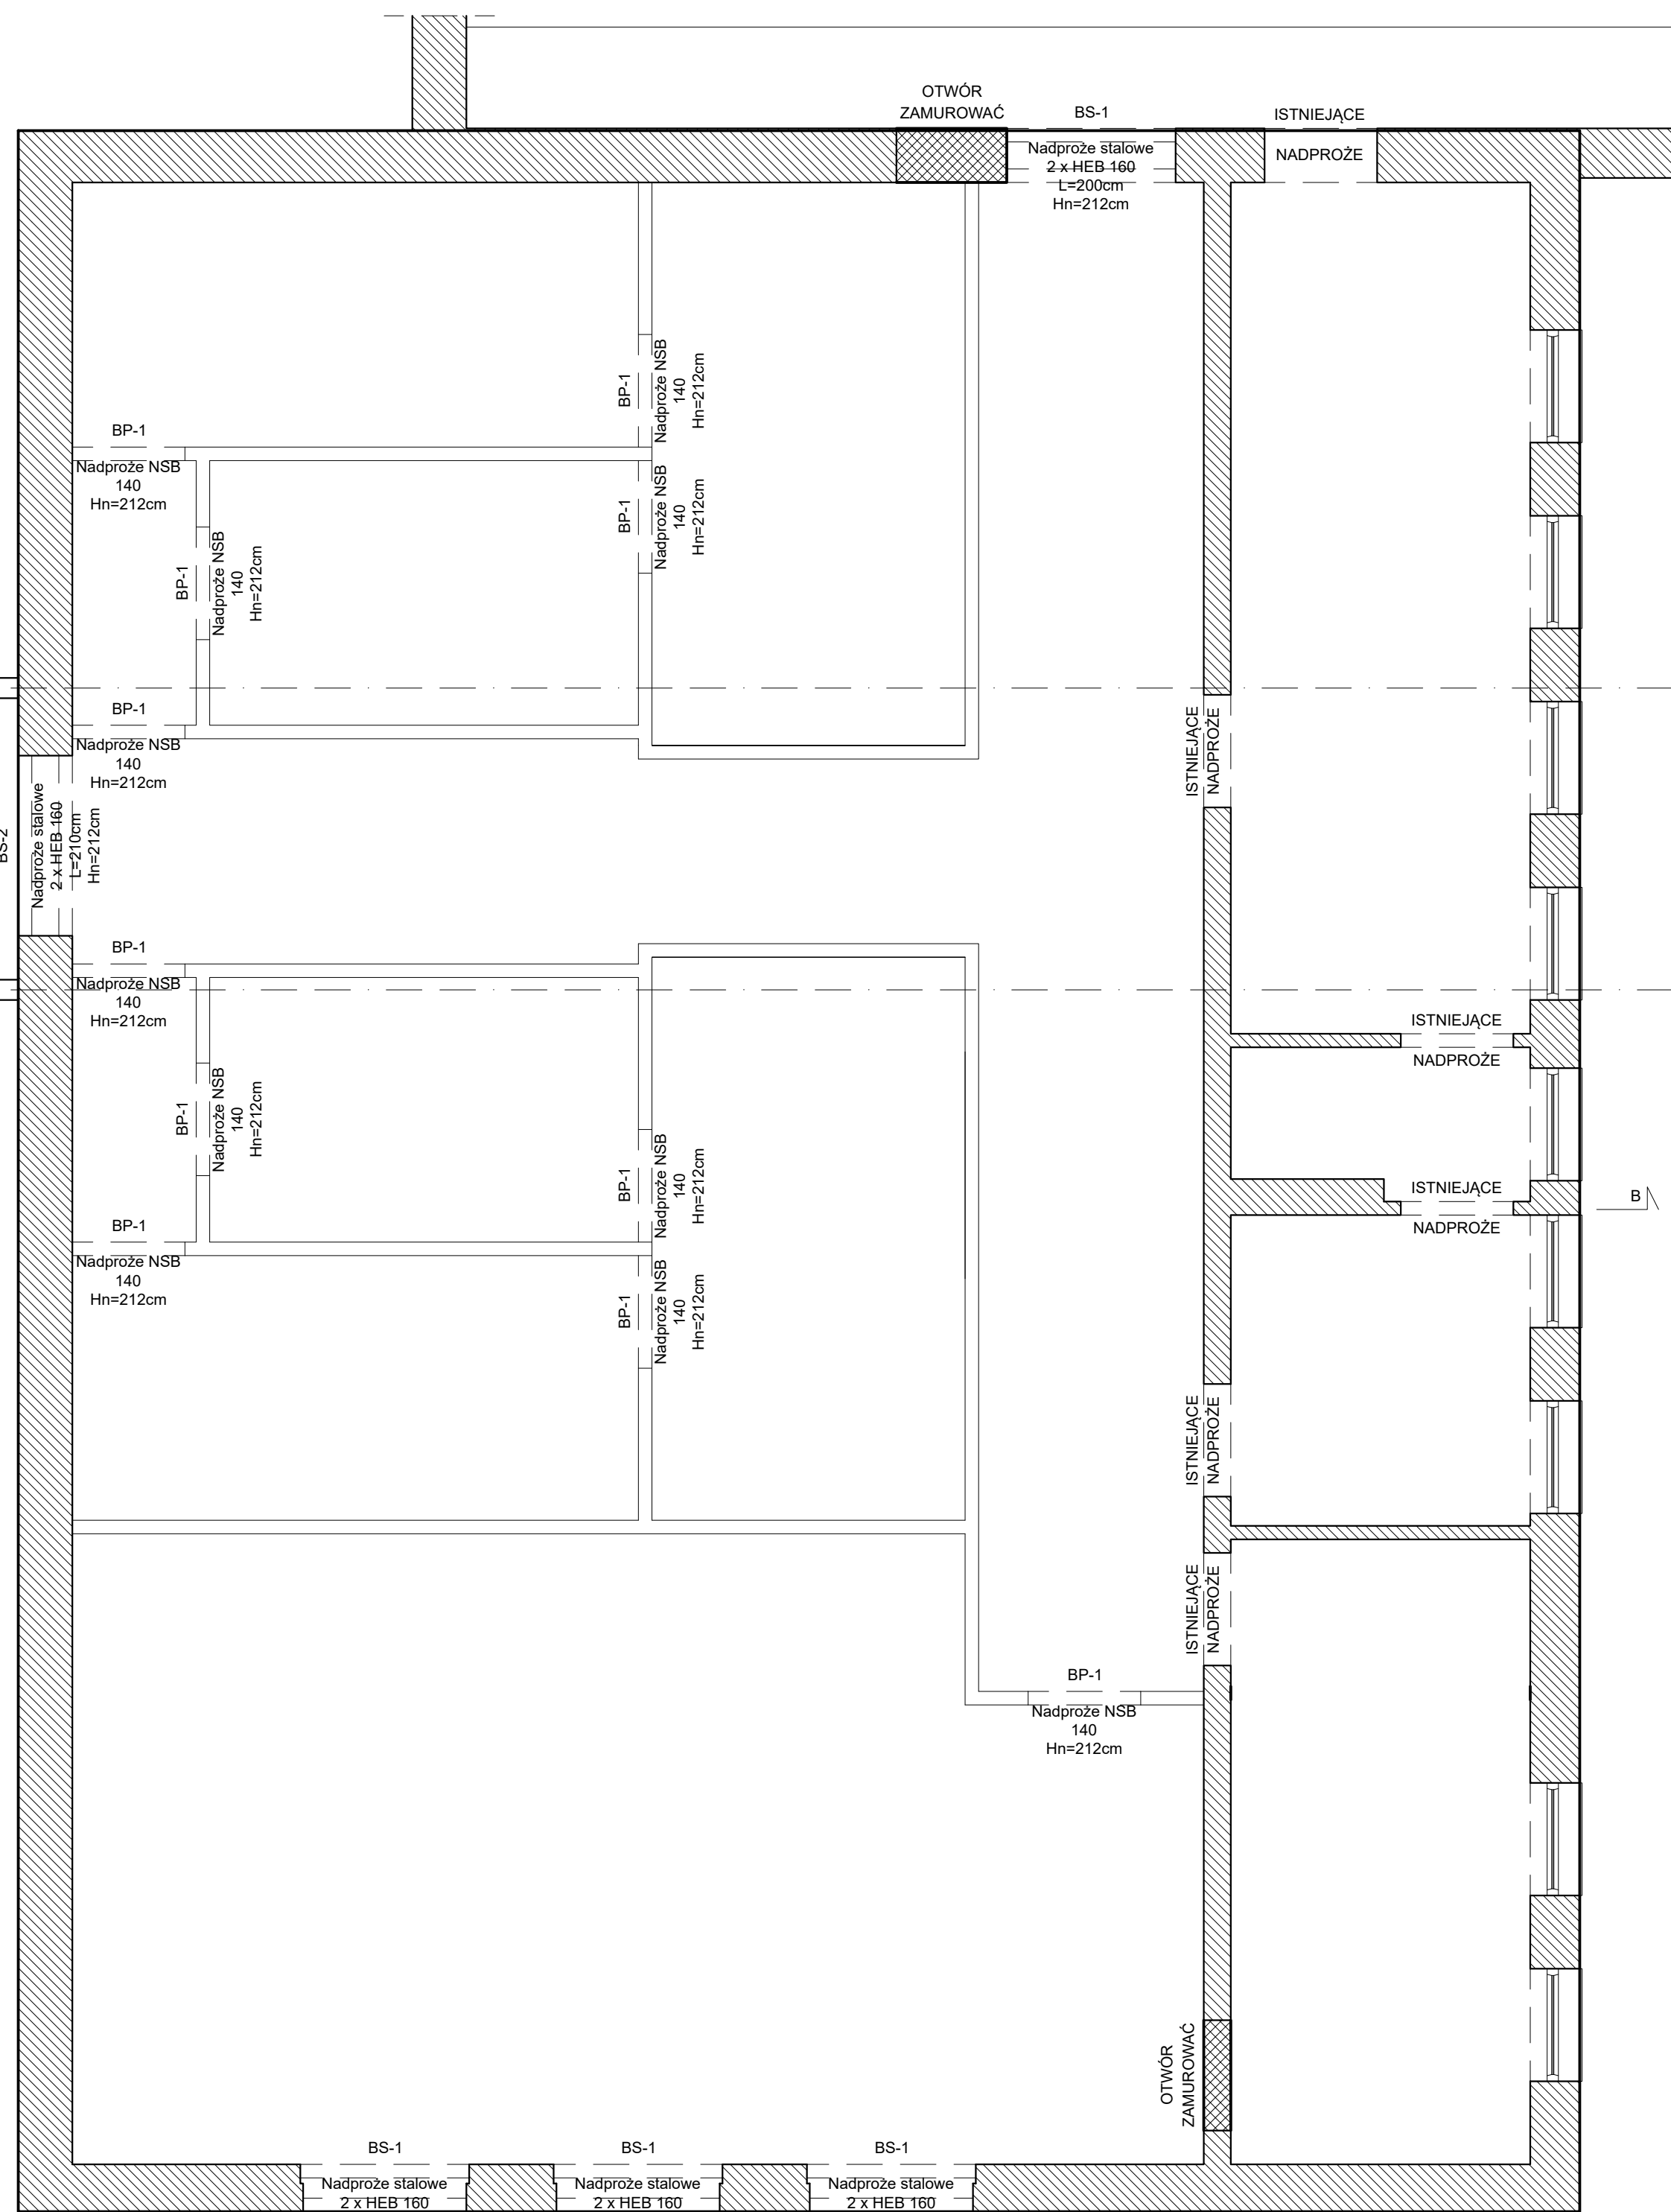 OTWÓR
ZAMUROWAĆ
BS-1
Nadproże stalowe
2 x HEB 160
L=200cm
Hn=212cm
ISTNIEJĄCE
NADPROŻE
BP-1
Nadproże NSB
140
Hn=212cm
BP-1
Nadproże NSB
140
Hn=212cm
BP-1
Nadproże NSB
140
Hn=212cm
BP-1
Nadproże NSB
140
Hn=212cm
BP-1
Nadproże NSB
140
Hn=212cm
ISTNIEJĄCE
NADPROŻE
BS-2
Nadproże stalowe
2 x HEB 160
L=210cm
Hn=212cm
BP-1
Nadproże NSB
140
Hn=212cm
ISTNIEJĄCE
NADPROŻE
BP-1
Nadproże NSB
140
Hn=212cm
BP-1
Nadproże NSB
140
Hn=212cm
ISTNIEJĄCE
NADPROŻE
B
BP-1
Nadproże NSB
140
Hn=212cm
BP-1
Nadproże NSB
140
Hn=212cm
ISTNIEJĄCE
NADPROŻE
ISTNIEJĄCE
NADPROŻE
BP-1
Nadproże NSB
140
Hn=212cm
OTWÓR
ZAMUROWAĆ
BS-1
Nadproże stalowe
2 x HEB 160
BS-1
Nadproże stalowe
2 x HEB 160
BS-1
Nadproże stalowe
2 x HEB 160